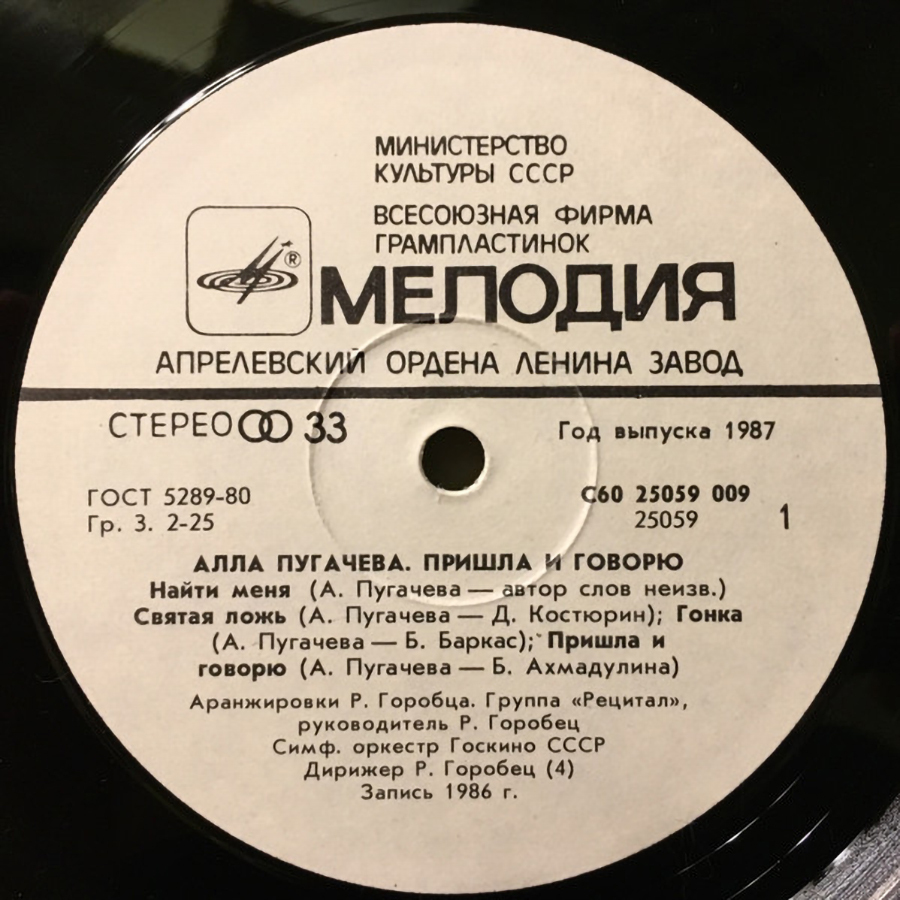 МИНИСТЕРСТВО
КУЛЬТУРЫ СССР
ВСЕСОЮЗНАЯ ФИРМА
ГРАМПЛАСТИНОК
®
МЕЛОДИЯ
АПРЕЛЕВСКИЙ ОРДЕНА ЛЕНИНА ЗАВОД
СТЕРЕО 33
Год выпуска 1987
ГОСТ 5289-80
Гр. 3. 2-25
С60 25059 009
25059
1
АЛЛА ПУГАЧЕВА. ПРИШЛА И ГОВОРЮ
Найти меня (А. Пугачева — автор слов неизв.)
Святая ложь (А. Пугачева — Д. Костюрин); Гонка
(А. Пугачева — Б. Баркас); Пришла и
говорю (А. Пугачева — Б. Ахмадулина)
Аранжировки Р. Горобца. Группа «Рецитал»,
руководитель Р. Горобец
Симф. оркестр Госкино СССР
Дирижер Р. Горобец (4)
Запись 1986 г.